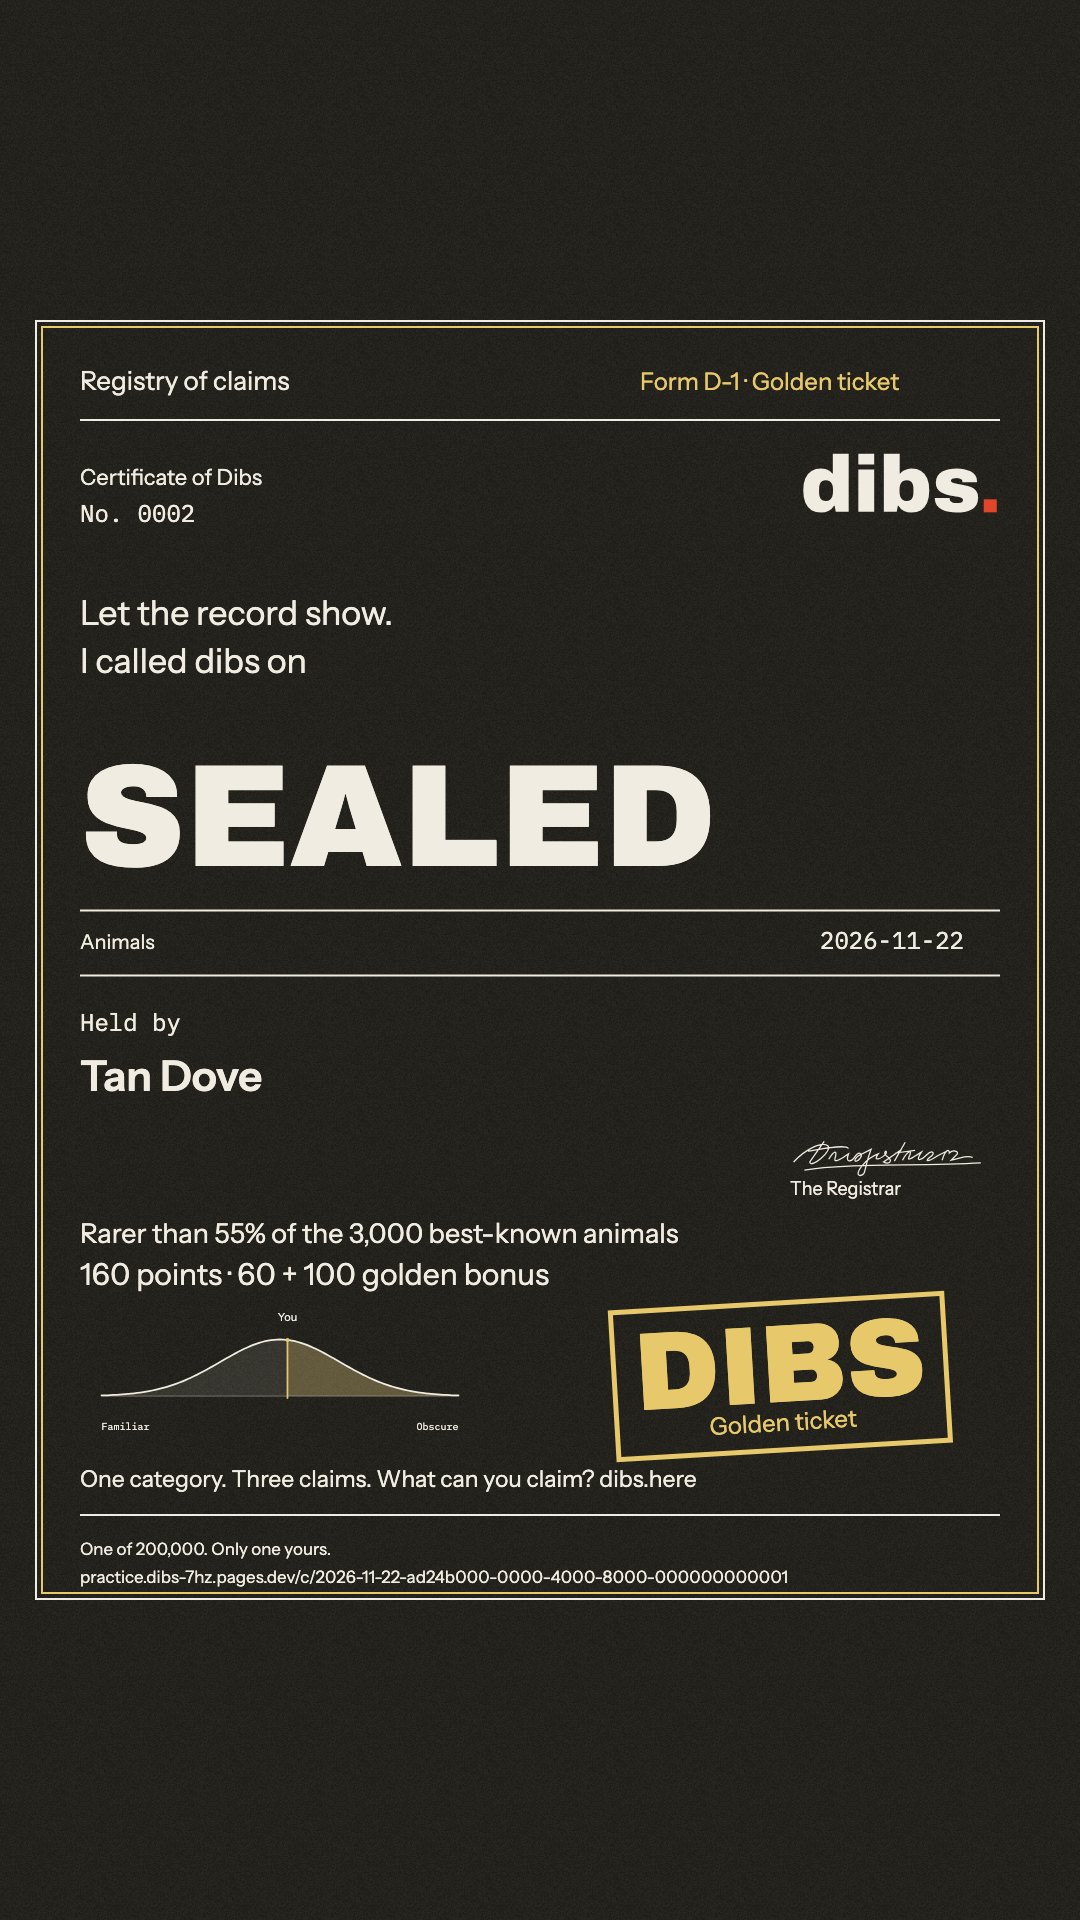 Registry of claims
Form D-1 · Golden ticket
Certificate of Dibs
No. 0002
dibs.
Let the record show.
I called dibs on
SEALED
Animals
2026-11-22
Held by
Tan Dove
The Registrar
Rarer than 55% of the 3,000 best-known animals
160 points · 60 + 100 golden bonus
You
Familiar
Obscure
DIBS
Golden ticket
One category. Three claims. What can you claim? dibs.here
One of 200,000. Only one yours.
practice.dibs-7hz.pages.dev/c/2026-11-22-ad24b000-0000-4000-8000-000000000001